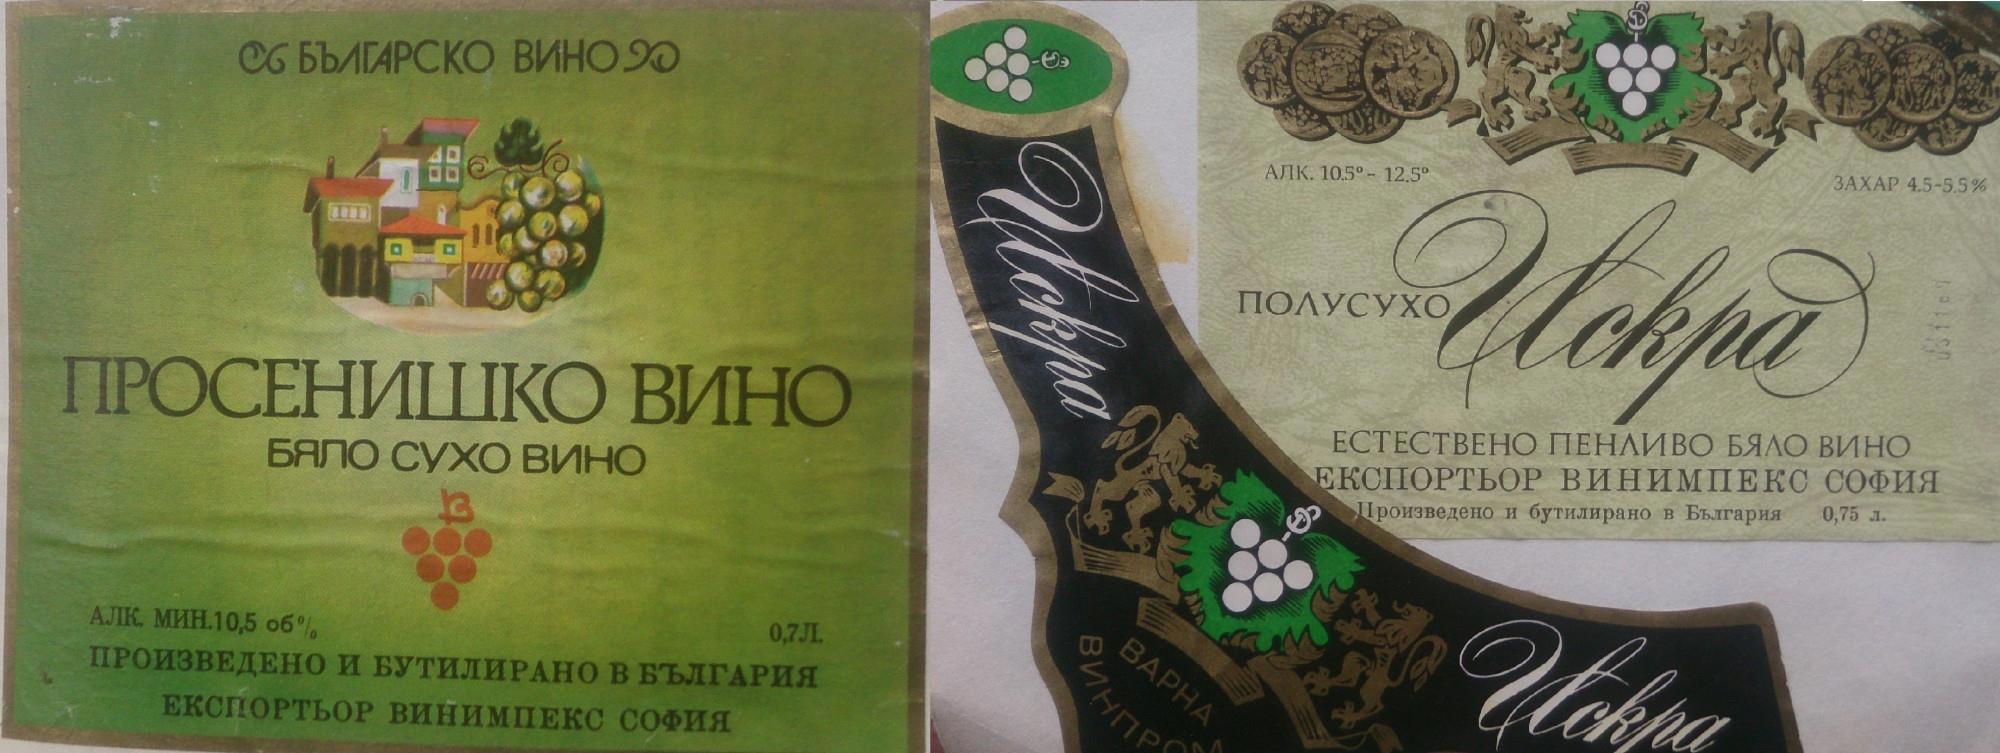 БЪЛГАРСКО ВИНО
ПРОСЕНИШКО ВИНО
БЯЛО СУХО ВИНО
АЛК. МИН.10,5 об%
0,7Л.
ПРОИЗВЕДЕНО И БУТИЛИРАНО В БЪЛГАРИЯ
ЕКСПОРТЬОР ВИНИМПЕКС СОФИЯ
Искра
ВАРНА
ВИНПРОМ
Искра
АЛК. 10.5°- 12.5°
ЗАХАР 4.5-5.5%
ПОЛУСУХО
Искра
ЕСТЕСТВЕНО ПЕНЛИВО БЯЛО ВИНО
ЕКСПОРТЬОР ВИНИМПЕКС СОФИЯ
Произведено и бутилирано в България 0,75 л.